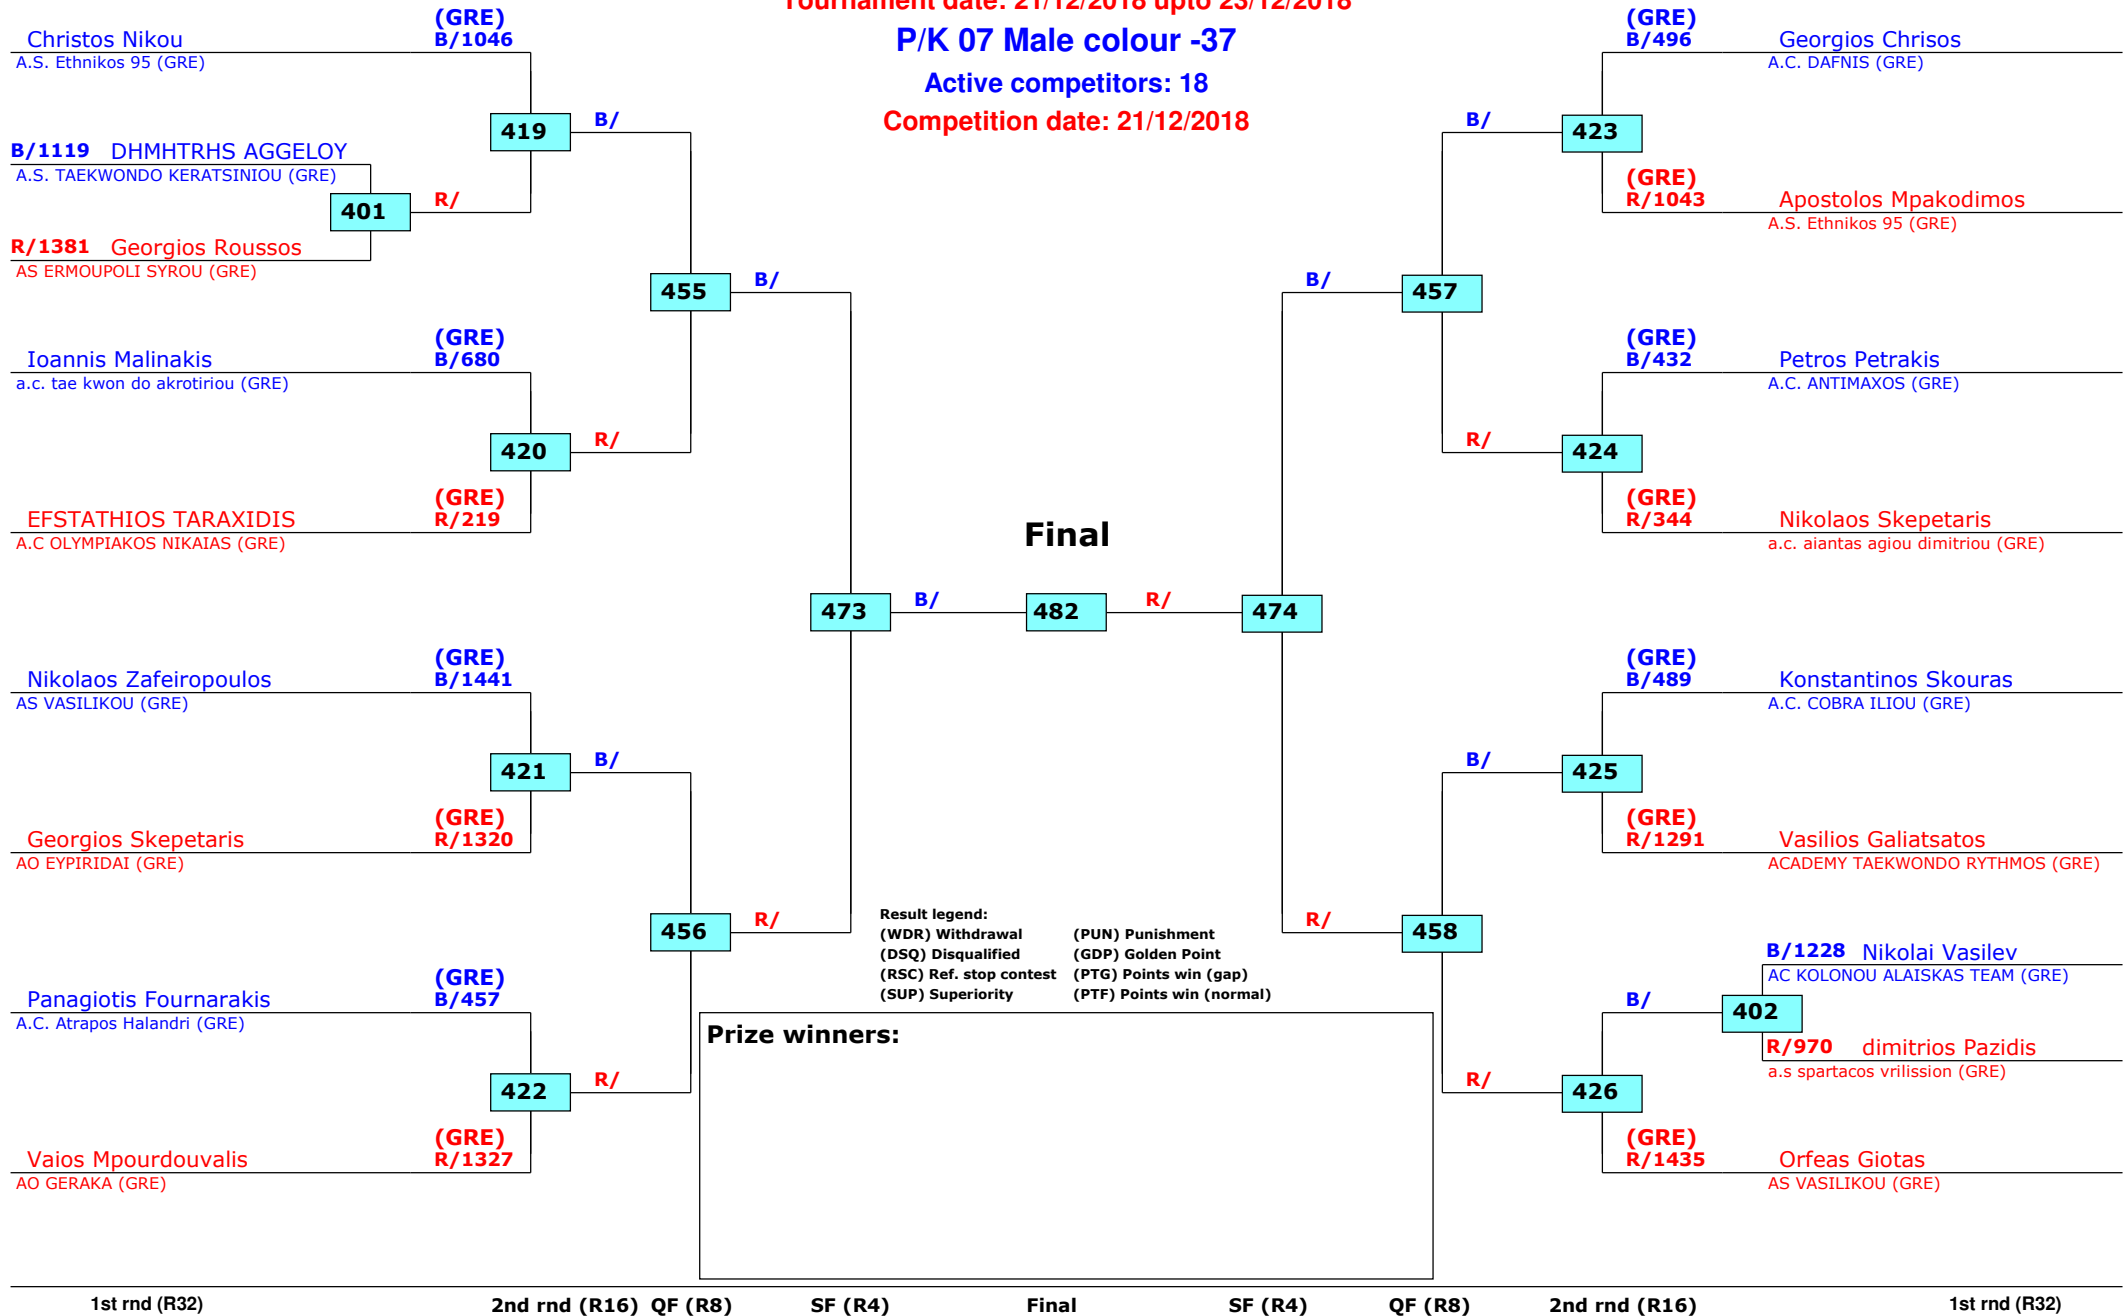 Tournament date: 21/12/2018 upto 23/12/2018
P/K 07 Male colour -37
Active competitors: 18
Competition date: 21/12/2018
(GRE)
Christos Nikou B/1046
A.S. Ethnikos 95 (GRE)
419
B/
B/1119 DHMHTRHS AGGELOY
A.S. TAEKWONDO KERATSINIOU (GRE)
401
R/
R/1381 Georgios Roussos
AS ERMOUPOLI SYROU (GRE)
455
B/
(GRE)
Ioannis Malinakis B/680
a.c. tae kwon do akrotiriou (GRE)
420
R/
(GRE)
EFSTATHIOS TARAXIDIS R/219
A.C OLYMPIAKOS NIKAIAS (GRE)
473
B/
(GRE)
Nikolaos Zafeiropoulos B/1441
AS VASILIKOU (GRE)
421
B/
(GRE)
Georgios Skepetaris R/1320
AO EYPIRIDAI (GRE)
456
R/
(GRE)
Panagiotis Fournarakis B/457
A.C. Atrapos Halandri (GRE)
422
R/
(GRE)
Vaios Mpourdouvalis R/1327
AO GERAKA (GRE)
Final
482
R/
474
(GRE)
B/496 Georgios Chrisos
A.C. DAFNIS (GRE)
B/
423
(GRE)
R/1043 Apostolos Mpakodimos
A.S. Ethnikos 95 (GRE)
B/
457
(GRE)
B/432 Petros Petrakis
A.C. ANTIMAXOS (GRE)
R/
424
(GRE)
R/344 Nikolaos Skepetaris
a.c. aiantas agiou dimitriou (GRE)
(GRE)
B/489 Konstantinos Skouras
A.C. COBRA ILIOU (GRE)
B/
425
(GRE)
R/1291 Vasilios Galiatsatos
ACADEMY TAEKWONDO RYTHMOS (GRE)
R/
458
B/1228 Nikolai Vasilev
AC KOLONOU ALAISKAS TEAM (GRE)
B/
402
R/970 dimitrios Pazidis
a.s spartacos vrilission (GRE)
R/
426
(GRE)
R/1435 Orfeas Giotas
AS VASILIKOU (GRE)
Result legend:
(WDR) Withdrawal (PUN) Punishment
(DSQ) Disqualified (GDP) Golden Point
(RSC) Ref. stop contest (PTG) Points win (gap)
(SUP) Superiority (PTF) Points win (normal)
Prize winners:
1st rnd (R32) 2nd rnd (R16) QF (R8) SF (R4) Final SF (R4) QF (R8) 2nd rnd (R16) 1st rnd (R32)